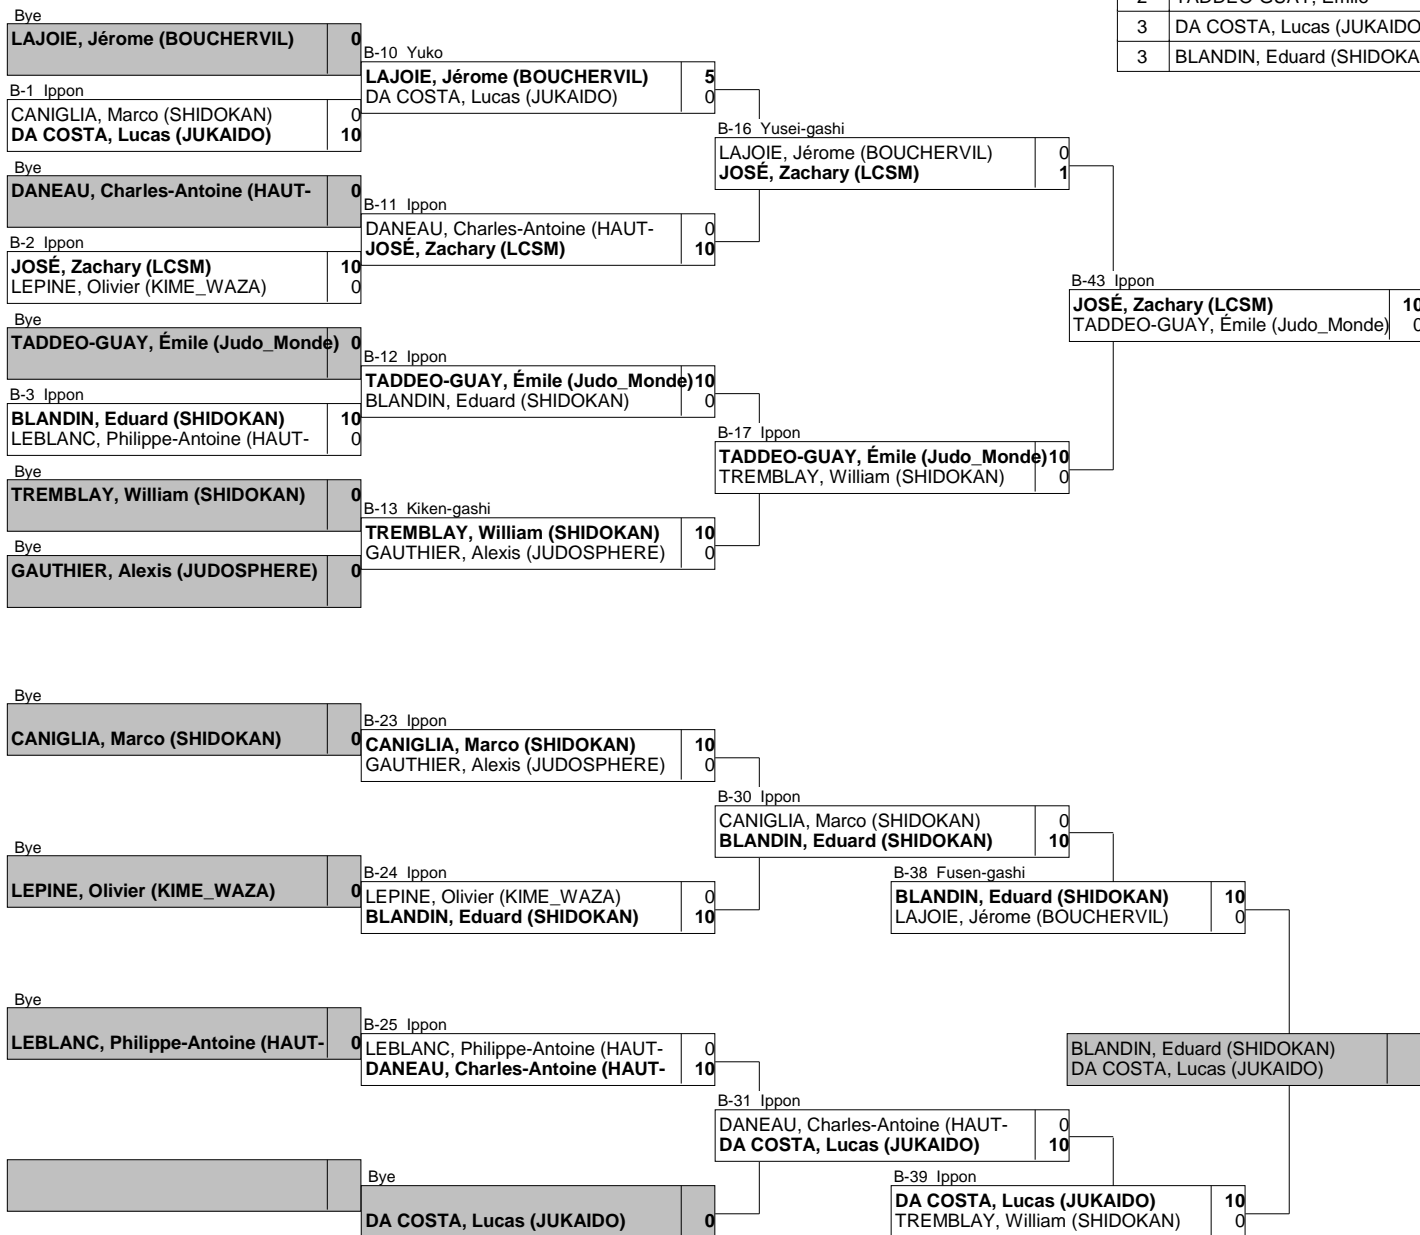 2 TADDEO-GUAY, Émile
3 DA COSTA, Lucas (JUKAIDO
3 BLANDIN, Eduard (SHIDOKA
Bye
LAJOIE, Jérome (BOUCHERVIL) 0
B-1 Ippon
CANIGLIA, Marco (SHIDOKAN) 0
DA COSTA, Lucas (JUKAIDO) 10
Bye
DANEAU, Charles-Antoine (HAUT- 0
B-2 Ippon
JOSÉ, Zachary (LCSM) 10
LEPINE, Olivier (KIME_WAZA) 0
Bye
TADDEO-GUAY, Émile (Judo_Monde) 0
B-3 Ippon
BLANDIN, Eduard (SHIDOKAN) 10
LEBLANC, Philippe-Antoine (HAUT- 0
Bye
TREMBLAY, William (SHIDOKAN) 0
Bye
GAUTHIER, Alexis (JUDOSPHERE) 0
B-10 Yuko
LAJOIE, Jérome (BOUCHERVIL) 5
DA COSTA, Lucas (JUKAIDO) 0
B-11 Ippon
DANEAU, Charles-Antoine (HAUT- 0
JOSÉ, Zachary (LCSM) 10
B-12 Ippon
TADDEO-GUAY, Émile (Judo_Monde) 10
BLANDIN, Eduard (SHIDOKAN) 0
B-13 Kiken-gashi
TREMBLAY, William (SHIDOKAN) 10
GAUTHIER, Alexis (JUDOSPHERE) 0
B-16 Yusei-gashi
LAJOIE, Jérome (BOUCHERVIL) 0
JOSÉ, Zachary (LCSM) 1
B-17 Ippon
TADDEO-GUAY, Émile (Judo_Monde) 10
TREMBLAY, William (SHIDOKAN) 0
B-43 Ippon
JOSÉ, Zachary (LCSM) 10
TADDEO-GUAY, Émile (Judo_Monde) 0
Bye
CANIGLIA, Marco (SHIDOKAN) 0
Bye
LEPINE, Olivier (KIME_WAZA) 0
Bye
LEBLANC, Philippe-Antoine (HAUT- 0
B-23 Ippon
CANIGLIA, Marco (SHIDOKAN) 10
GAUTHIER, Alexis (JUDOSPHERE) 0
B-24 Ippon
LEPINE, Olivier (KIME_WAZA) 0
BLANDIN, Eduard (SHIDOKAN) 10
B-25 Ippon
LEBLANC, Philippe-Antoine (HAUT- 0
DANEAU, Charles-Antoine (HAUT- 10
Bye
DA COSTA, Lucas (JUKAIDO) 0
B-30 Ippon
CANIGLIA, Marco (SHIDOKAN) 0
BLANDIN, Eduard (SHIDOKAN) 10
B-31 Ippon
DANEAU, Charles-Antoine (HAUT- 0
DA COSTA, Lucas (JUKAIDO) 10
B-38 Fusen-gashi
BLANDIN, Eduard (SHIDOKAN) 10
LAJOIE, Jérome (BOUCHERVIL) 0
B-39 Ippon
DA COSTA, Lucas (JUKAIDO) 10
TREMBLAY, William (SHIDOKAN) 0
BLANDIN, Eduard (SHIDOKAN)
DA COSTA, Lucas (JUKAIDO)